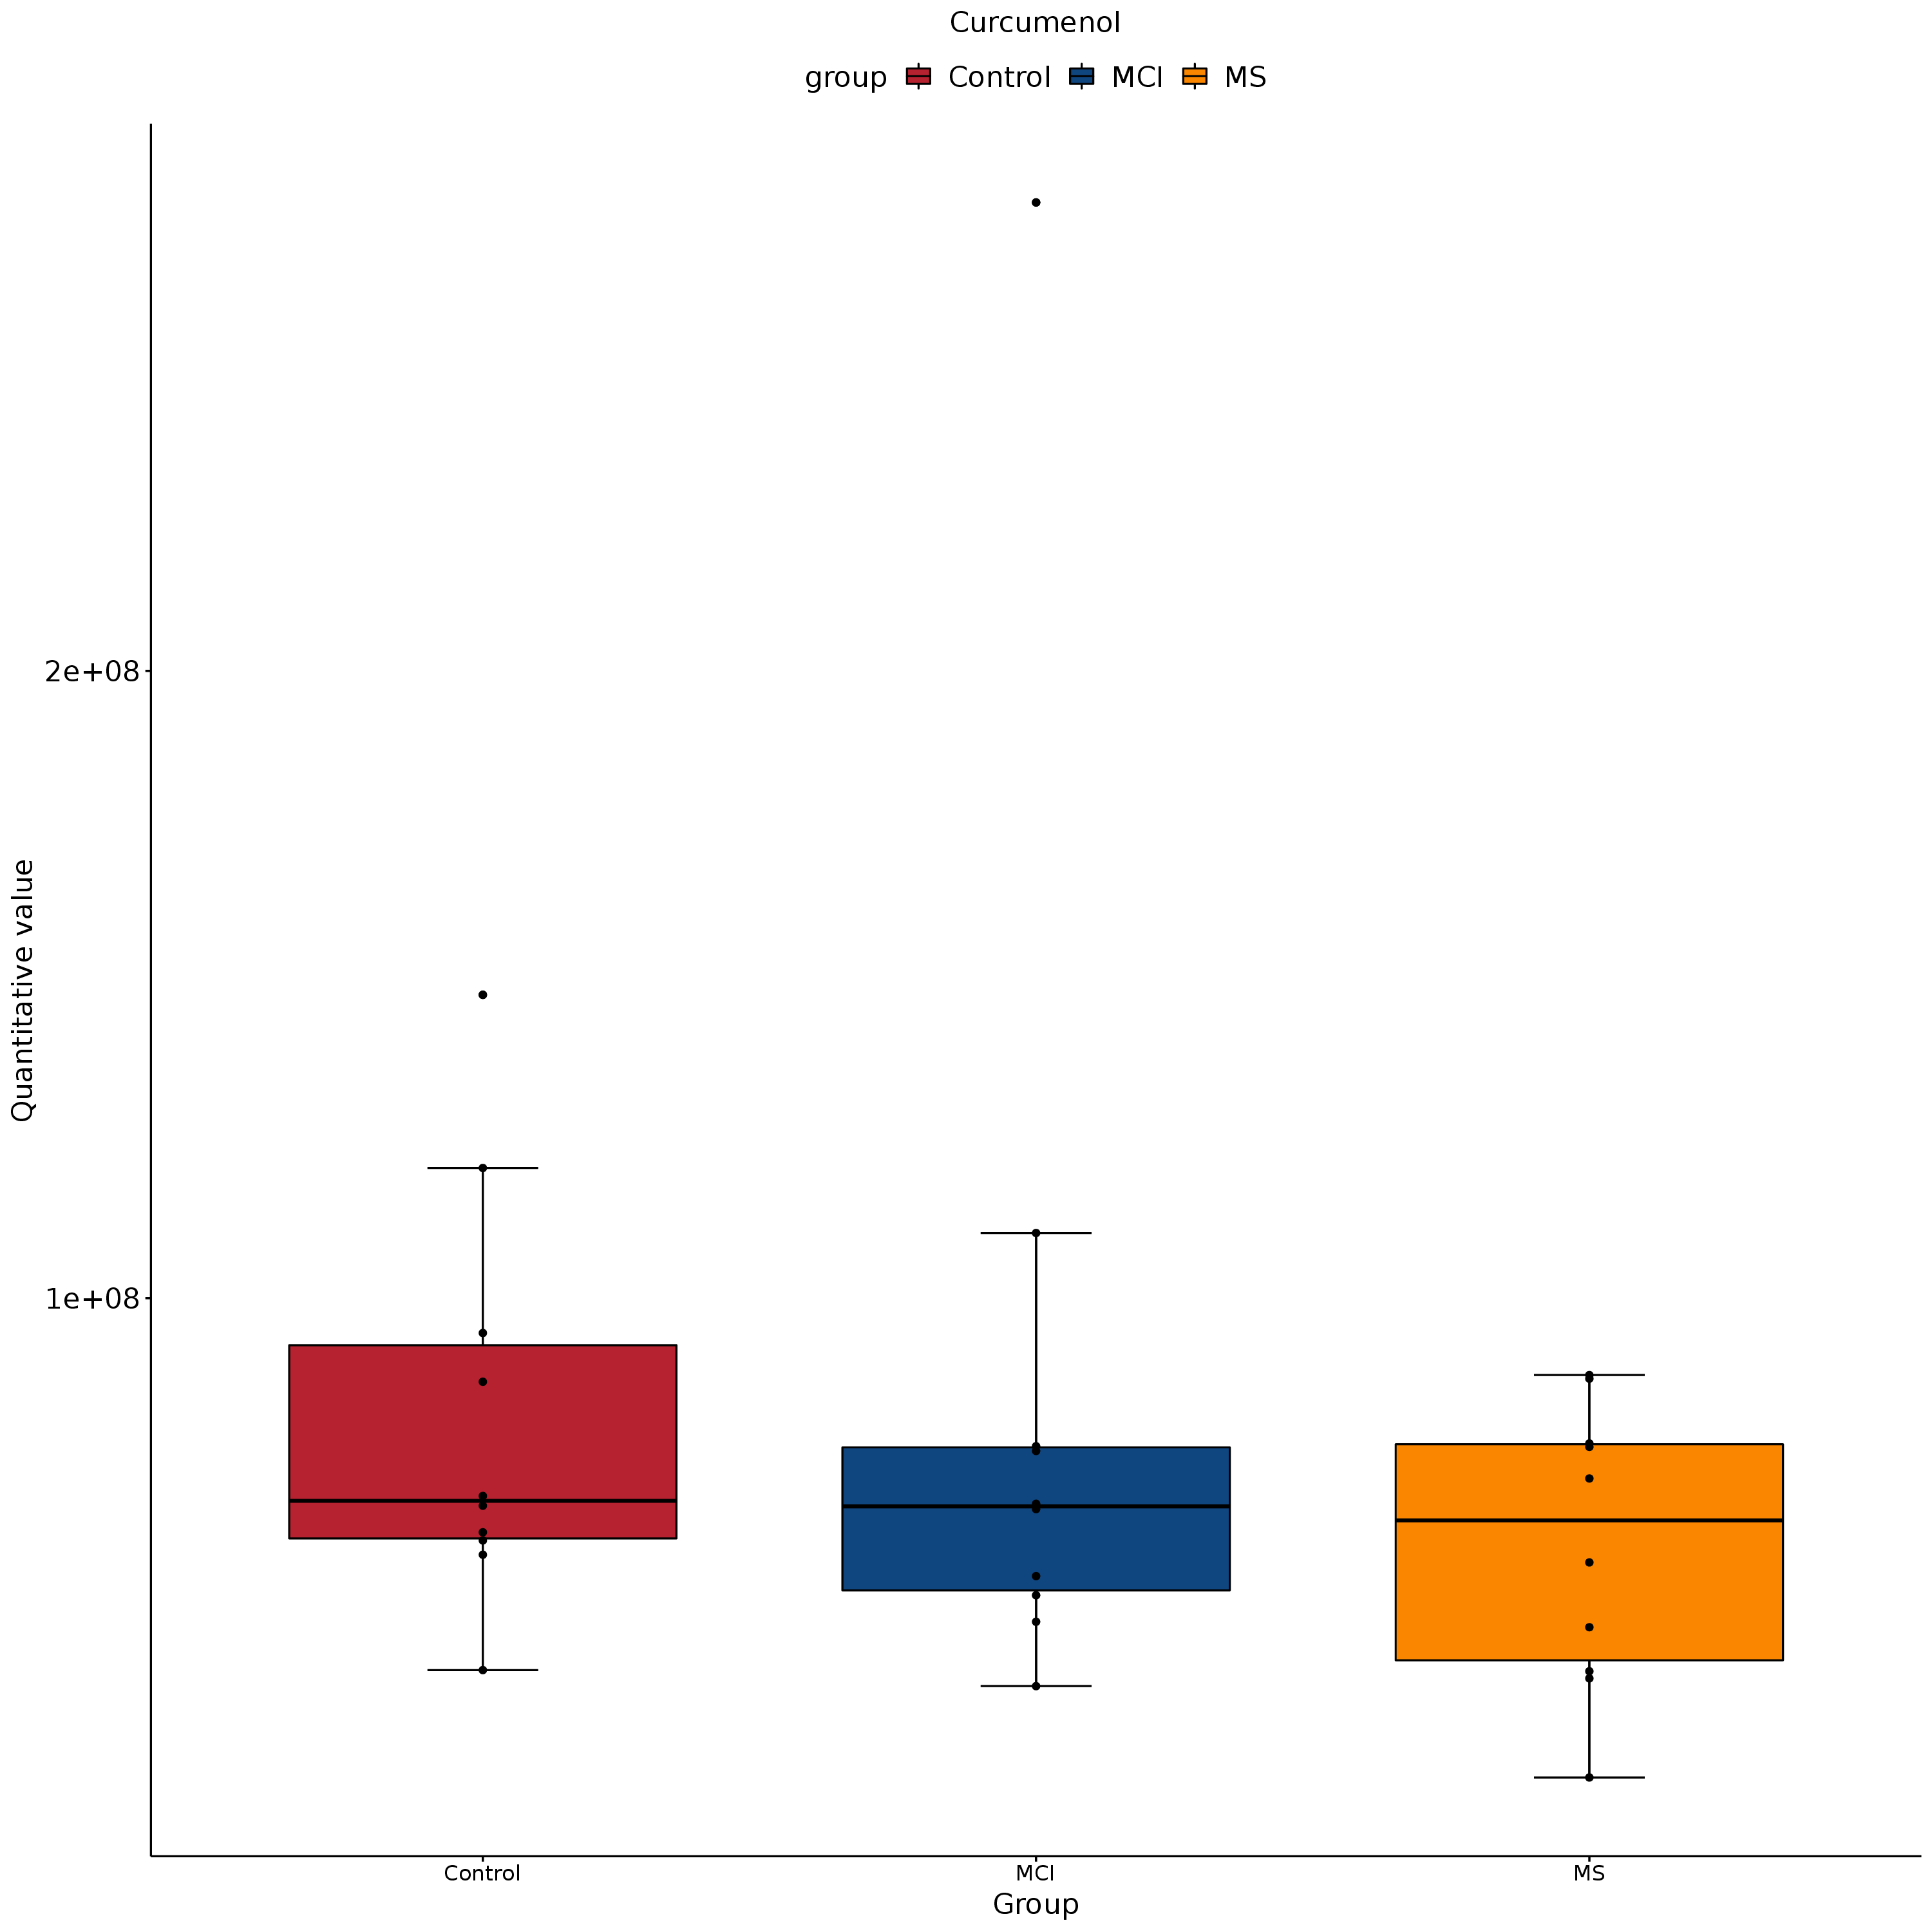 Curcumenol
group Control MCI MS
Quantitative value
2e+08
1e+08
Control MCI MS
Group